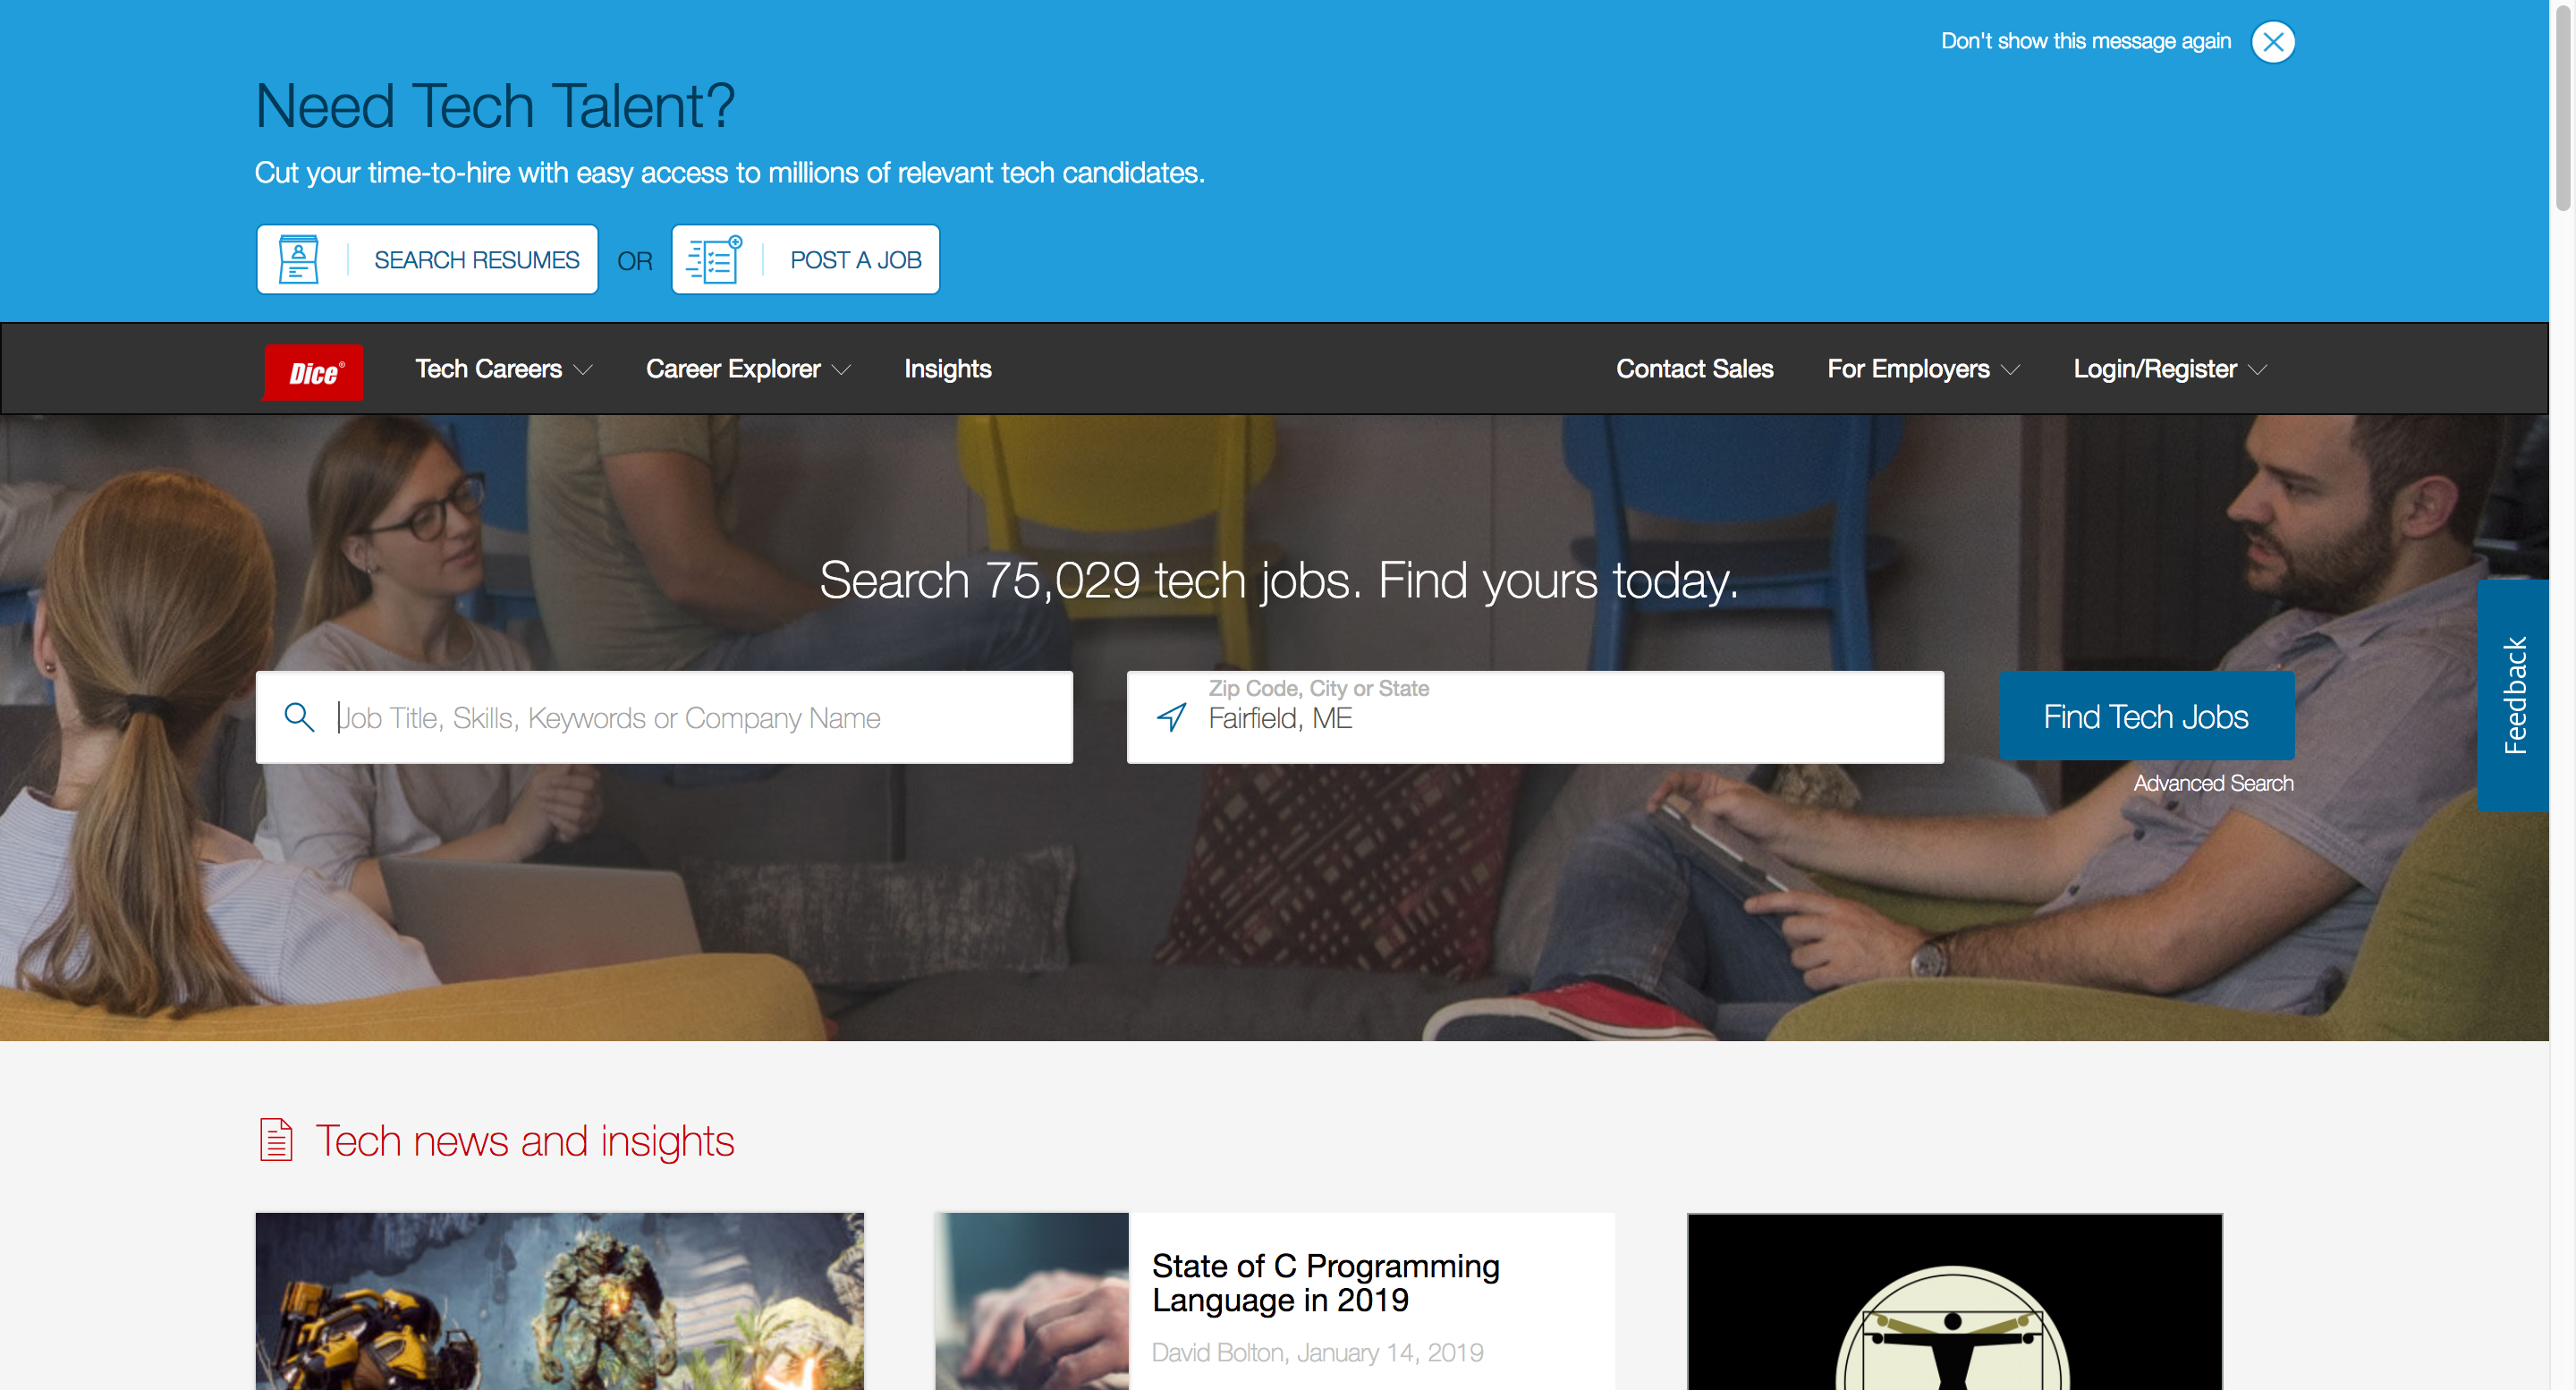 Don't show this message again
Need Tech Talent?
Cut your time-to-hire with easy access to millions of relevant tech candidates.
SEARCH RESUMES OR POST A JOB
Dice® Tech Careers Career Explorer Insights Contact Sales For Employers Login/Register
Search 75,029 tech jobs. Find yours today.
Job Title, Skills, Keywords or Company Name
Zip Code, City or State
Fairfield, ME
Find Tech Jobs
Advanced Search
Feedback
Tech news and insights
State of C Programming
Language in 2019
David Bolton, January 14, 2019